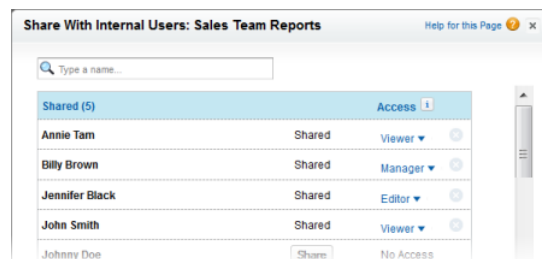 Share With Internal Users: Sales Team Reports Help for this Page ? x
Type a name...
Shared (5) Access i
Annie Tam Shared Viewer
Billy Brown Shared Manager
Jennifer Black Shared Editor
John Smith Shared Viewer
Johnny Doe Share No Access